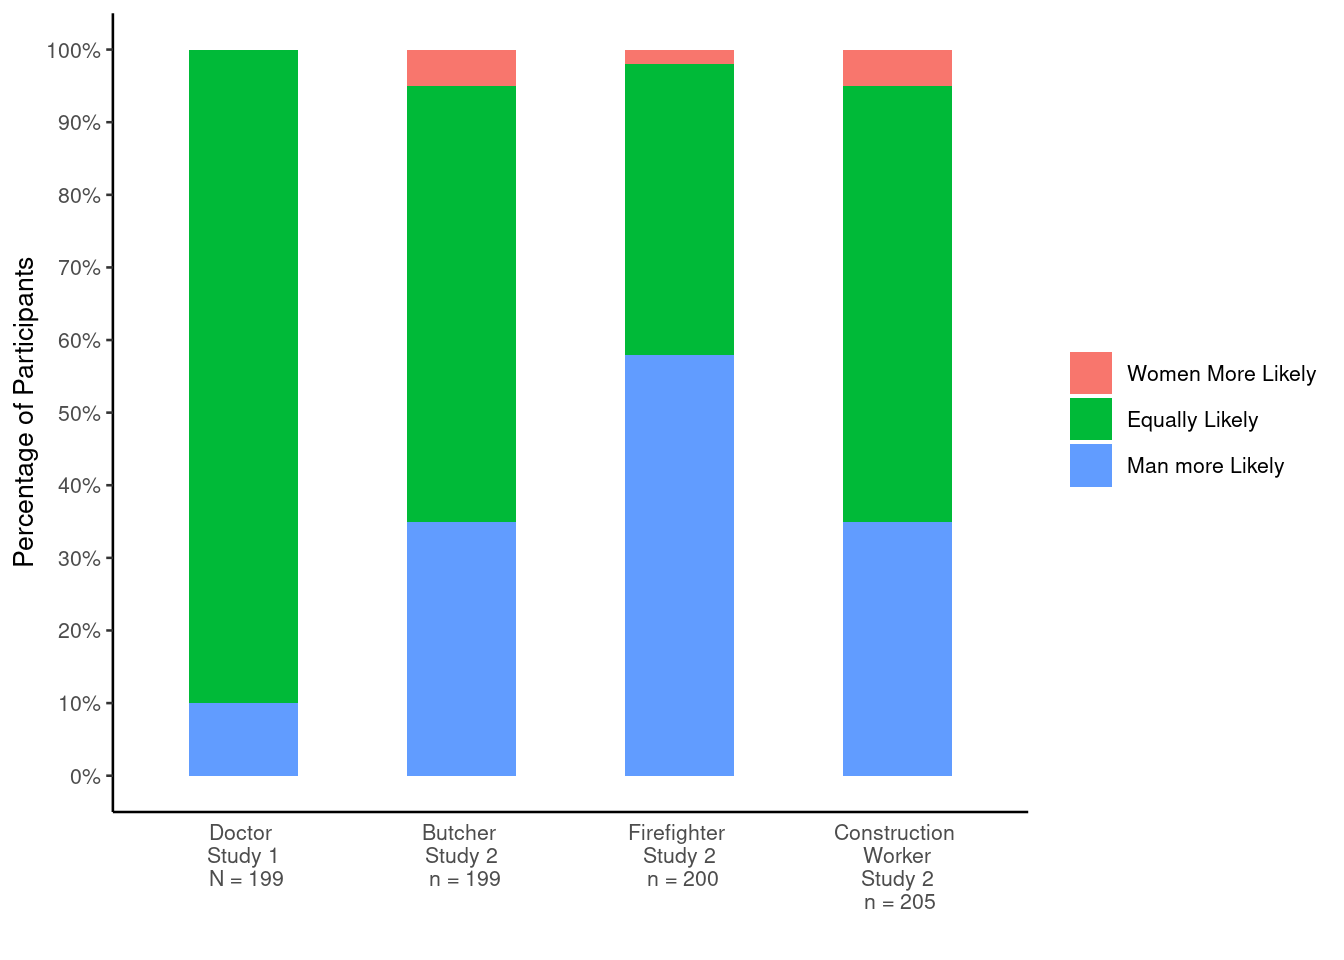 Percentage of Participants
100%
90%
80%
70%
60%
50%
40%
30%
20%
10%
0%
Doctor
Study 1
N = 199
Butcher
Study 2
n = 199
Firefighter
Study 2
n = 200
Construction
Worker
Study 2
n = 205
Women More Likely
Equally Likely
Man more Likely